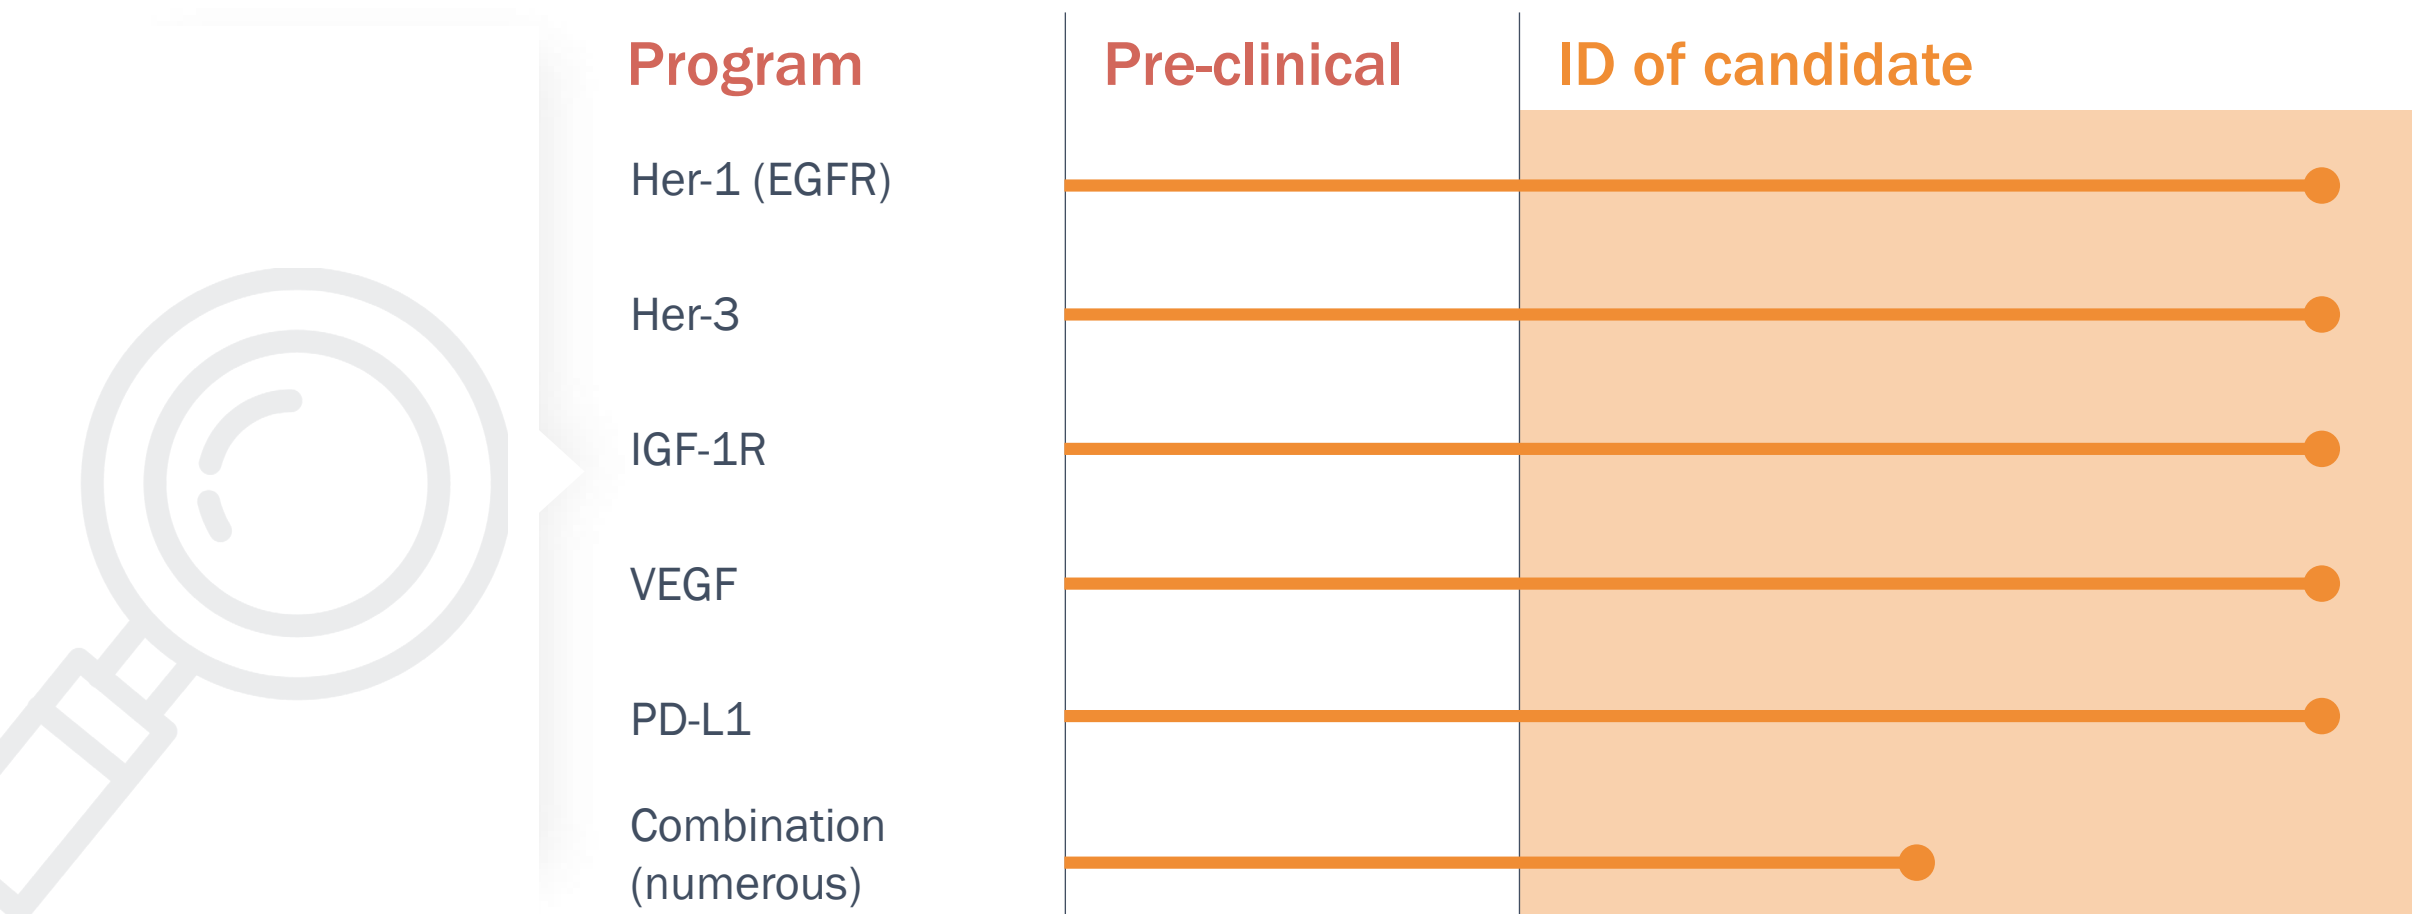 Program
Pre-clinical
ID of candidate
Her-1 (EGFR)
Her-3
IGF-1R
VEGF
PD-L1
Combination
(numerous)